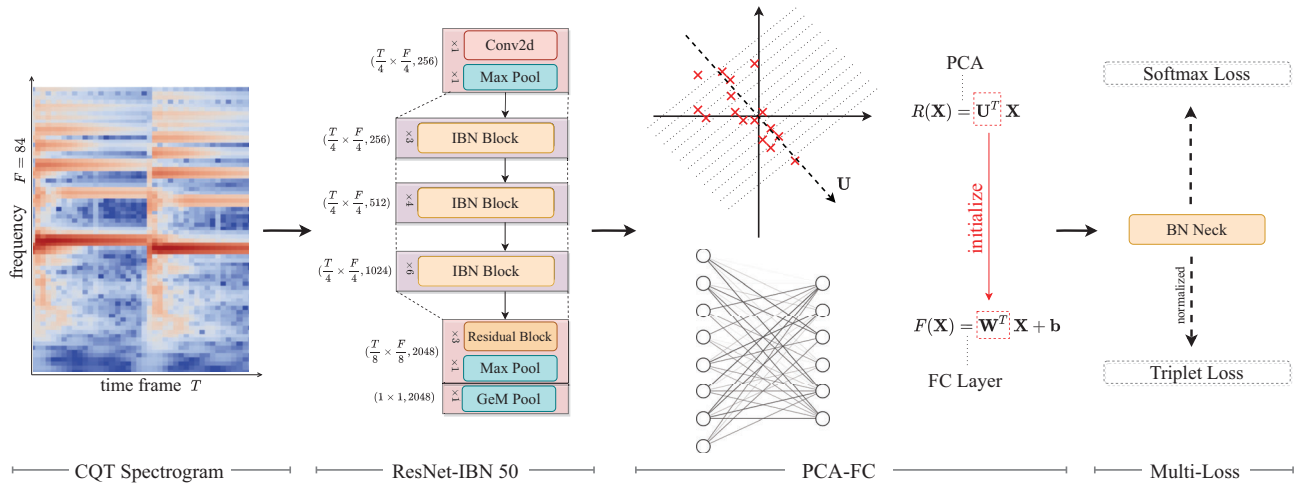 frequency F = 84
time frame T
CQT Spectrogram
(T/4 × F/4, 256)
×1
Conv2d
×1
Max Pool
(T/4 × F/4, 256)
×3
IBN Block
(T/4 × F/4, 512)
×4
IBN Block
(T/4 × F/4, 1024)
×6
IBN Block
(T/8 × F/8, 2048)
×3
Residual Block
×1
Max Pool
(1 × 1, 2048)
×1
GeM Pool
ResNet-IBN 50
U
PCA
R(X) = U^T X
initialize
F(X) = W^T X + b
FC Layer
PCA-FC
Softmax Loss
BN Neck
normalized
Triplet Loss
Multi-Loss